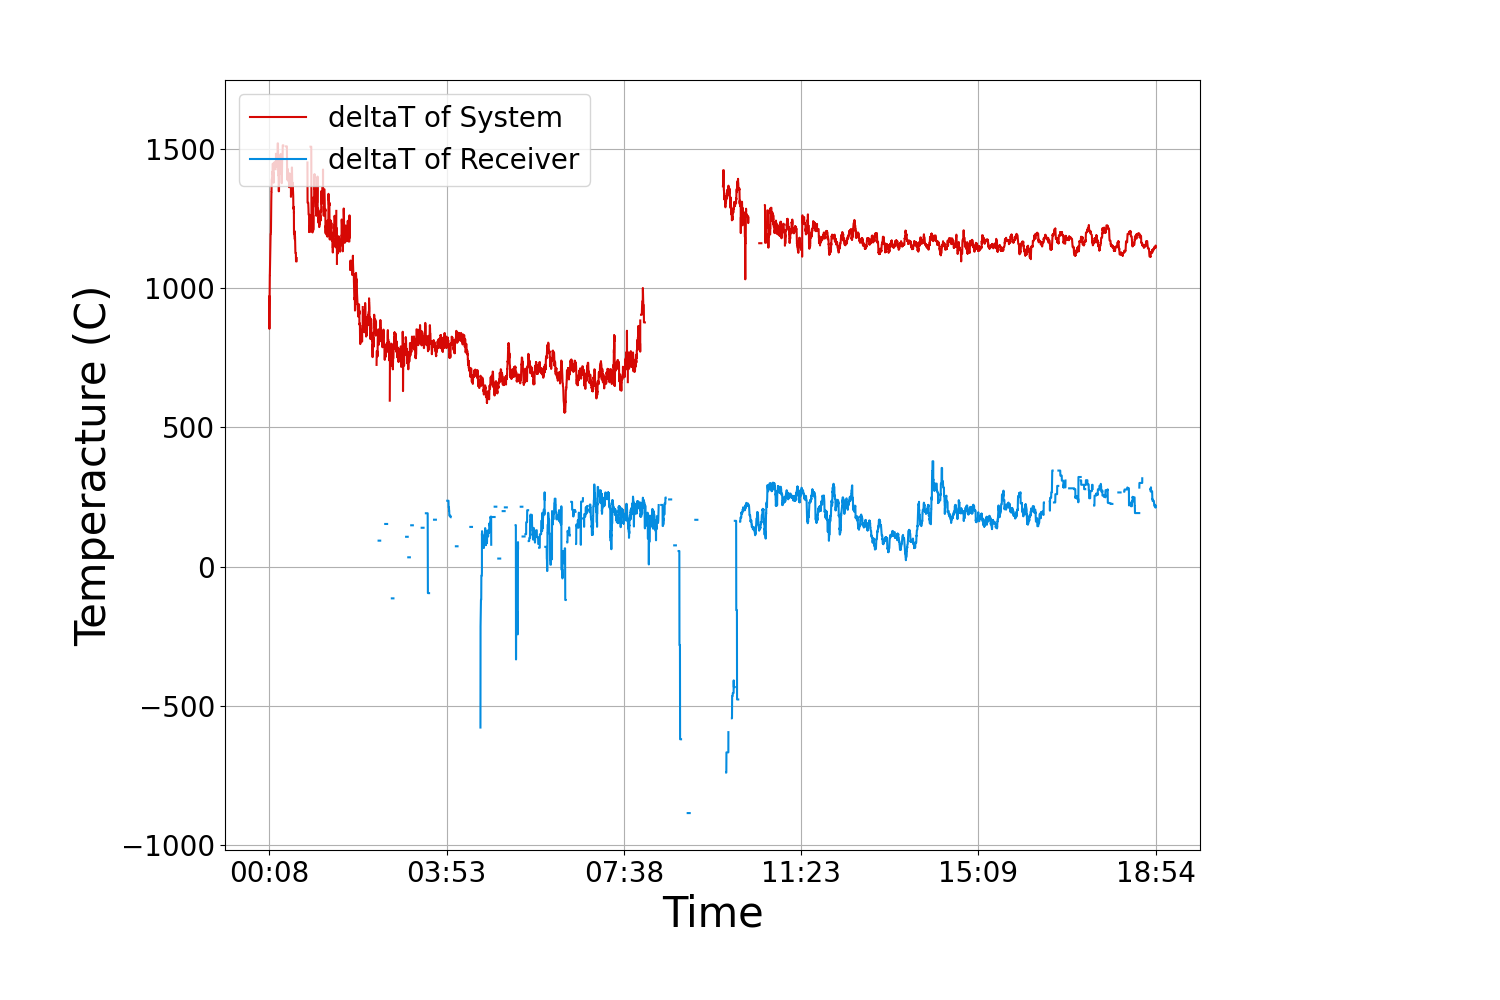 deltaT of System
deltaT of Receiver
1500
1000
500
0
−500
−1000
Temperacture (C)
00:08 03:53 07:38 11:23 15:09 18:54
Time